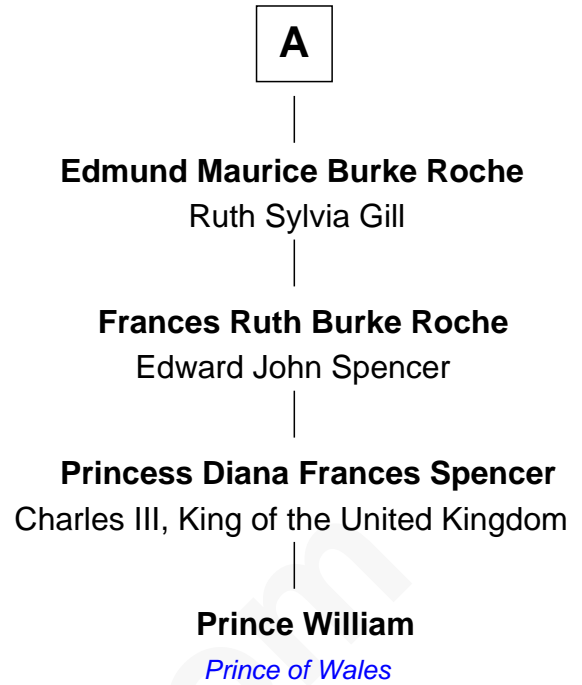 A
Edmund Maurice Burke Roche
Ruth Sylvia Gill
Frances Ruth Burke Roche
Edward John Spencer
Princess Diana Frances Spencer
Charles III, King of the United Kingdom
Prince William
Prince of Wales